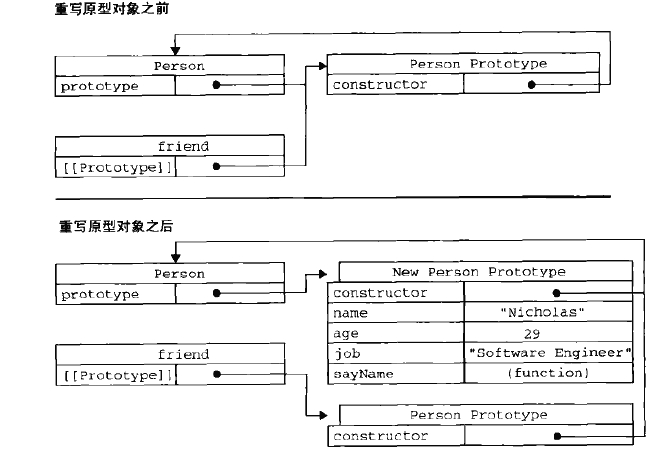 重写原型对象之前
Person
prototype
Person Prototype
constructor
friend
[[Prototype]]
重写原型对象之后
Person
prototype
New Person Prototype
constructor
name "Nicholas"
age 29
job "Software Engineer"
sayName (function)
friend
[[Prototype]]
Person Prototype
constructor